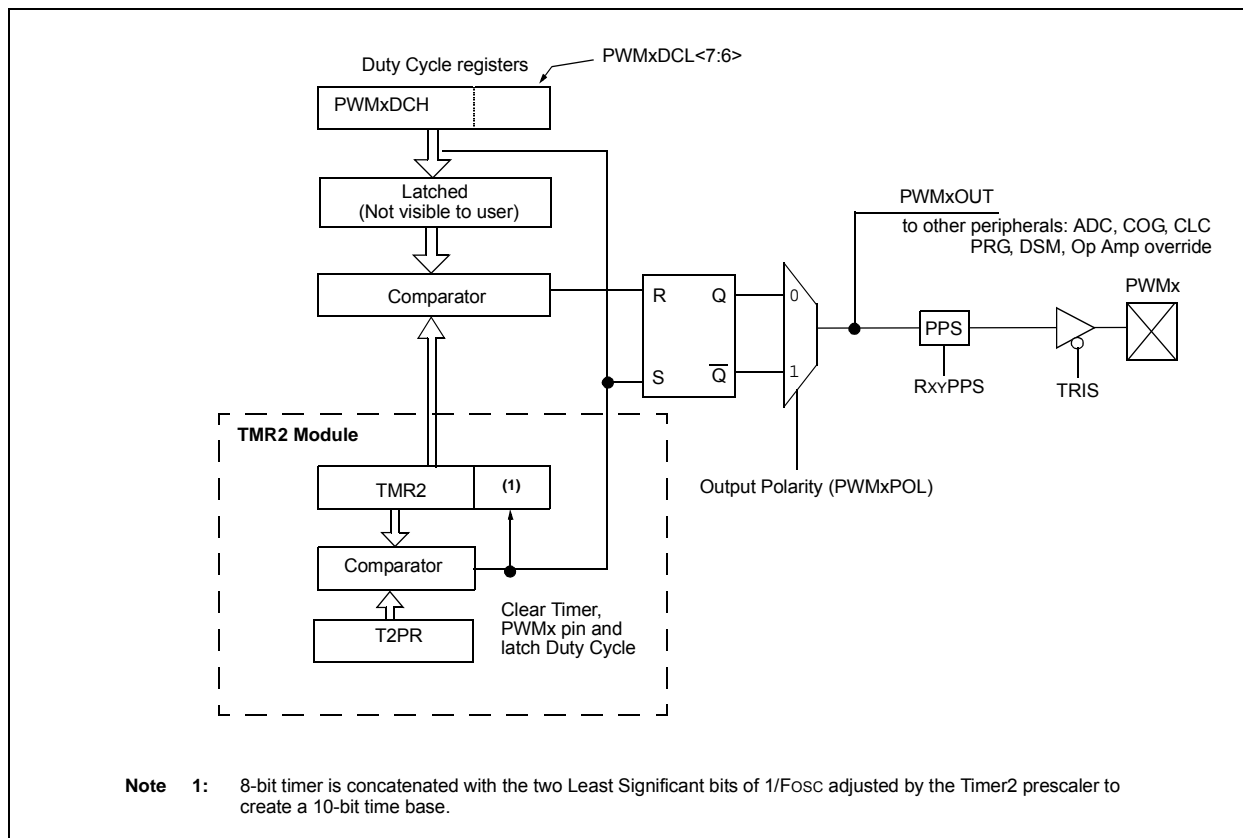 Duty Cycle registers
PWMxDCL<7:6>
PWMxDCH
Latched
(Not visible to user)
Comparator
R Q
S Q
0
1
PWMxOUT
to other peripherals: ADC, COG, CLC
PRG, DSM, Op Amp override
PWMx
PPS
RXYPPS
TRIS
Output Polarity (PWMxPOL)
TMR2 Module
TMR2 (1)
Comparator
T2PR
Clear Timer,
PWMx pin and
latch Duty Cycle
Note 1: 8-bit timer is concatenated with the two Least Significant bits of 1/FOSC adjusted by the Timer2 prescaler to
create a 10-bit time base.